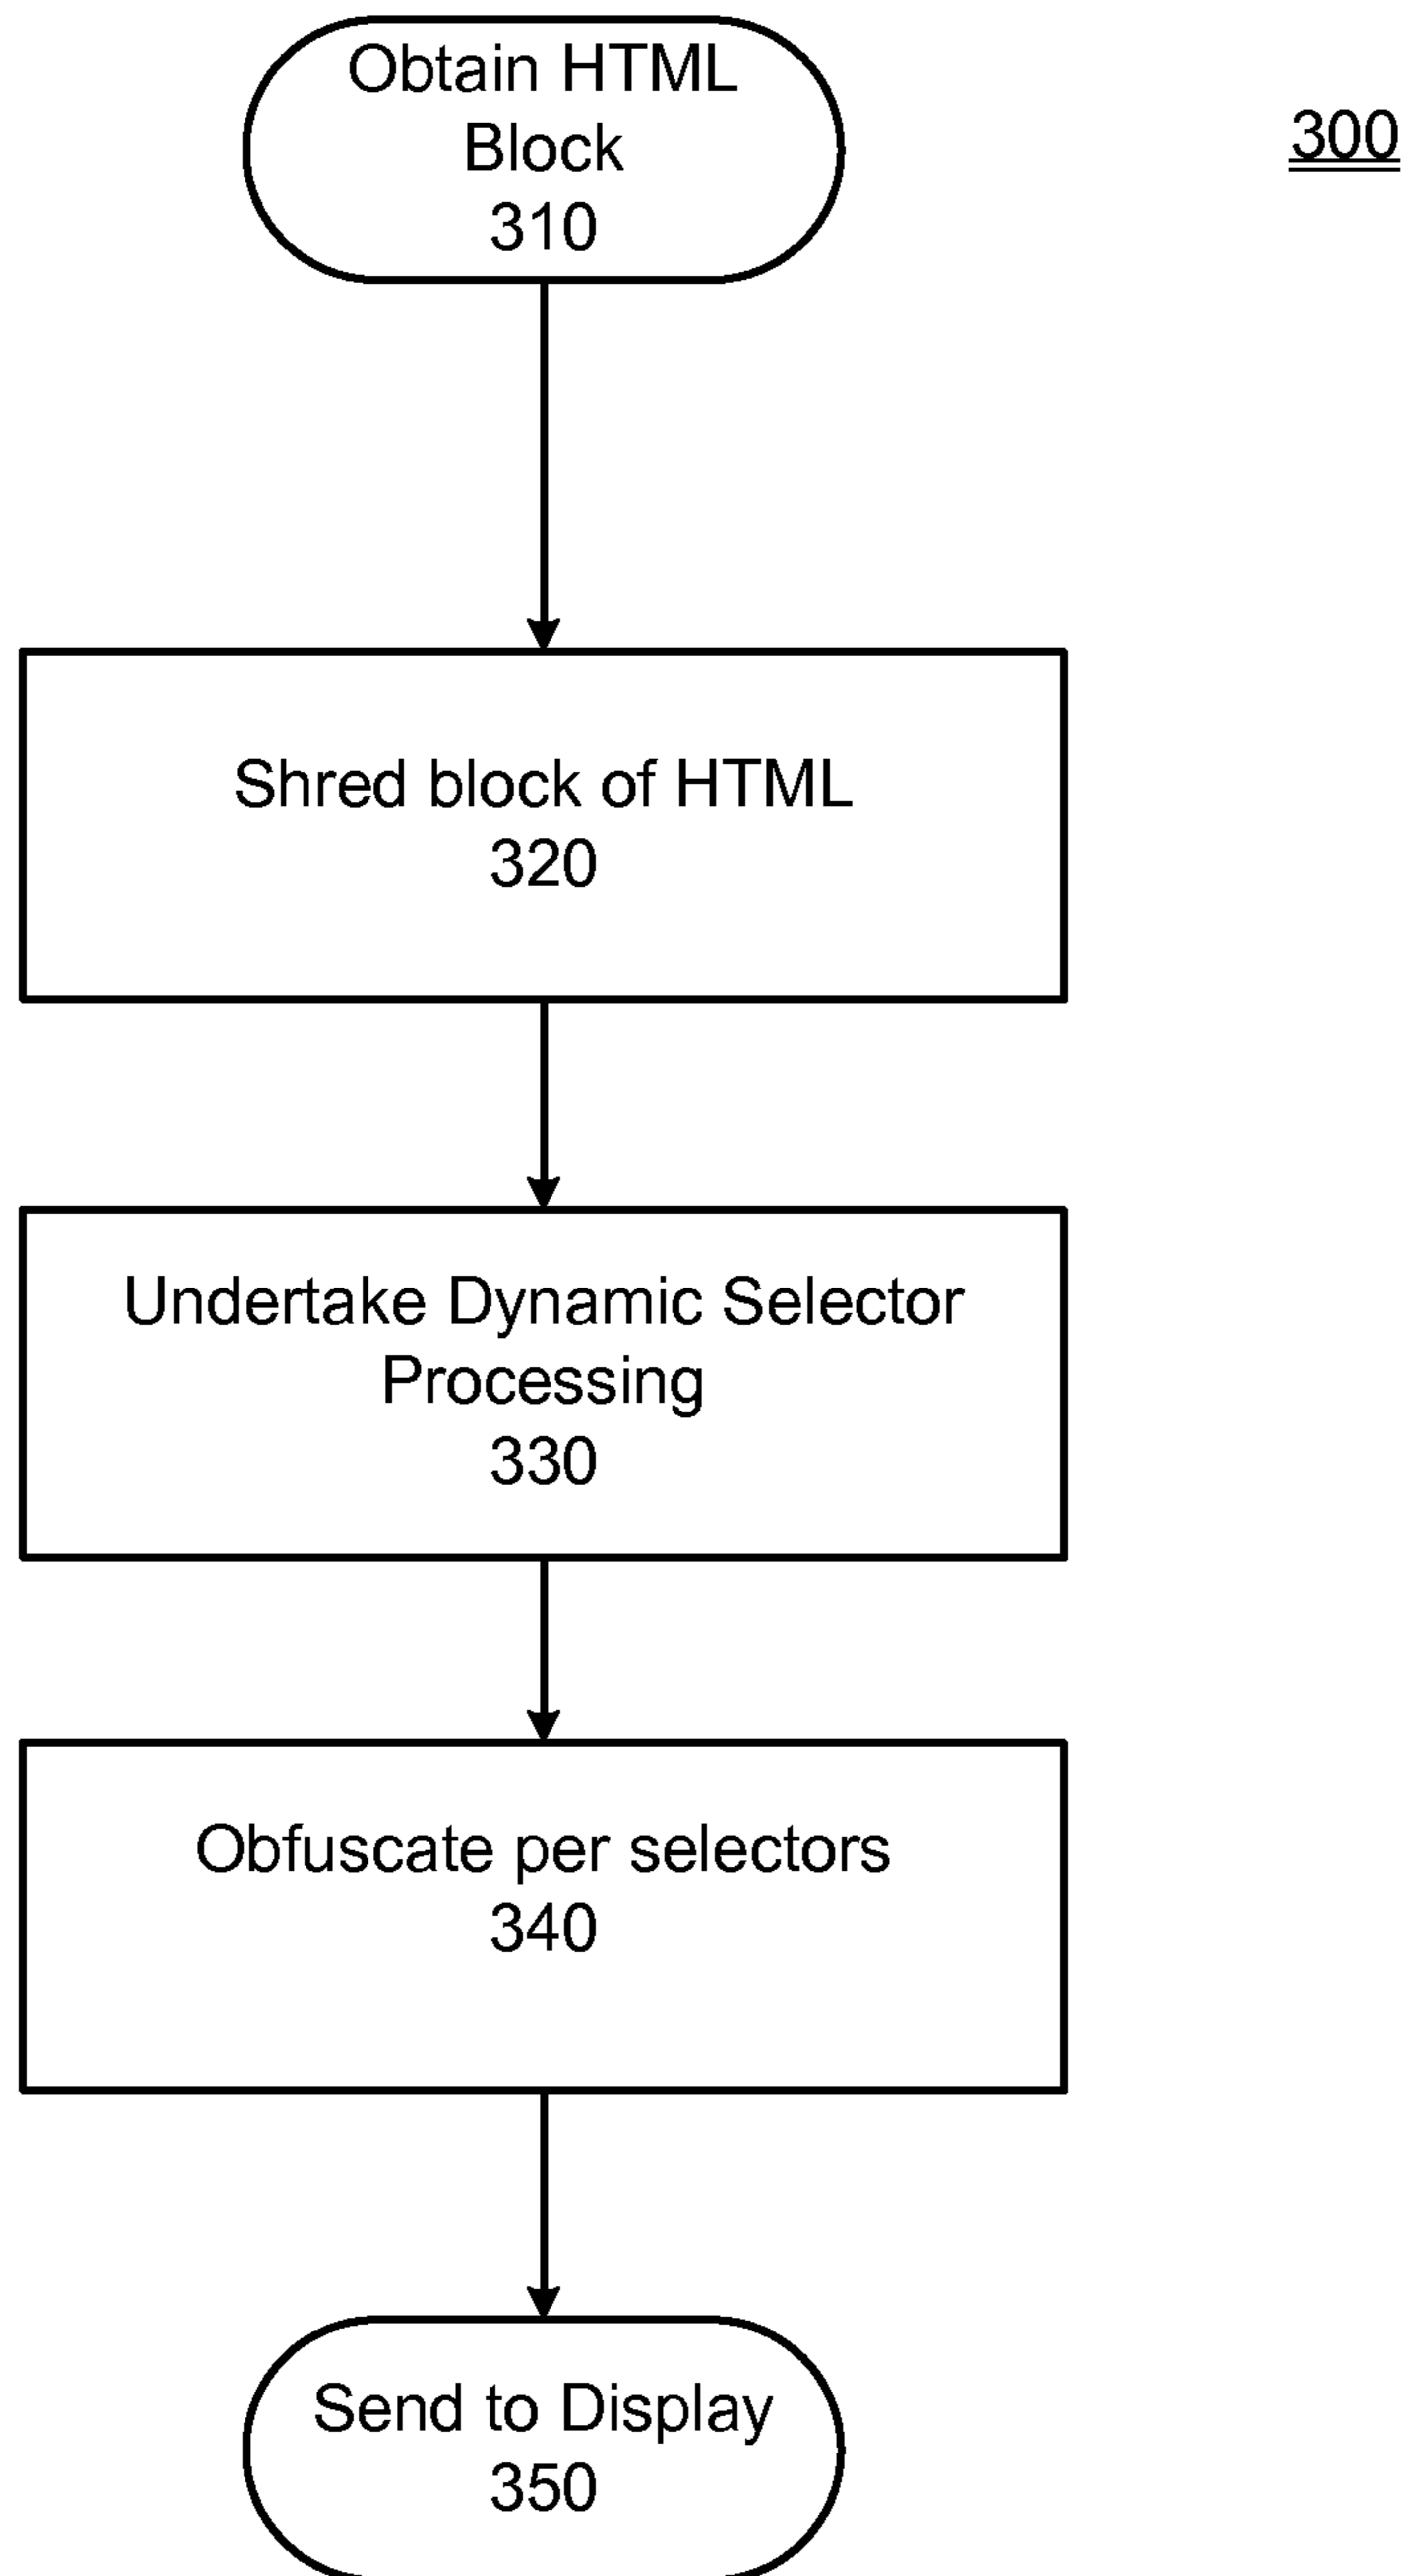 Obtain HTML
Block
310
300
Shred block of HTML
320
Undertake Dynamic Selector
Processing
330
Obfuscate per selectors
340
Send to Display
350